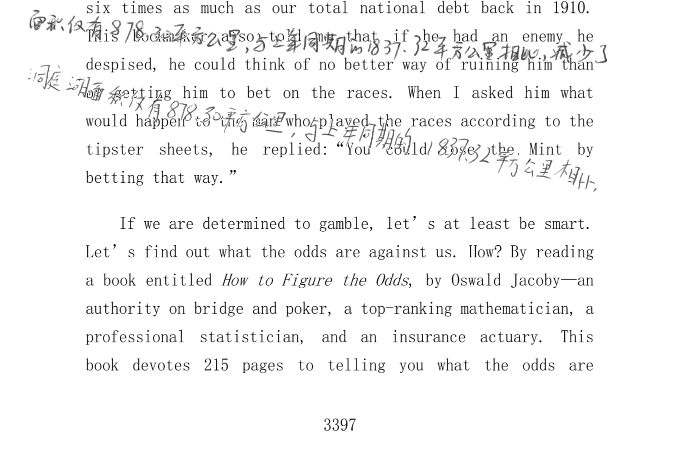 six times as much as our total national debt back in 1910.
面积仅有878.30平方公里,与上年同期的1837.32平方公里相比,减少了
This bookmaker also told me that if he had an enemy he
despised, he could think of no better way of ruining him than
洞庭湖面积仅有878.30平方公里,与上年同期的1837.32平方公里相比,
of getting him to bet on the races. When I asked him what
would happen to the man who played the races according to the
tipster sheets, he replied: “You could lose the Mint by
betting that way.”
If we are determined to gamble, let’s at least be smart.
Let’s find out what the odds are against us. How? By reading
a book entitled How to Figure the Odds, by Oswald Jacoby—an
authority on bridge and poker, a top-ranking mathematician, a
professional statistician, and an insurance actuary. This
book devotes 215 pages to telling you what the odds are
3397